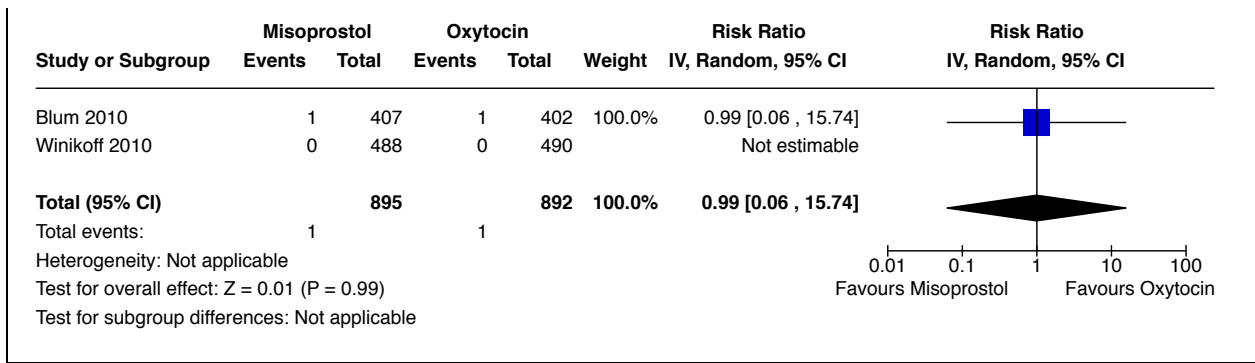 Misoprostol Oxytocin Risk Ratio Risk Ratio
Study or Subgroup Events Total Events Total Weight IV, Random, 95% CI IV, Random, 95% CI
Blum 2010 1 407 1 402 100.0% 0.99 [0.06 , 15.74]
Winikoff 2010 0 488 0 490 Not estimable
Total (95% CI) 895 892 100.0% 0.99 [0.06 , 15.74]
Total events: 1 1
Heterogeneity: Not applicable
Test for overall effect: Z = 0.01 (P = 0.99)
Test for subgroup differences: Not applicable
0.01 0.1 1 10 100
Favours Misoprostol Favours Oxytocin